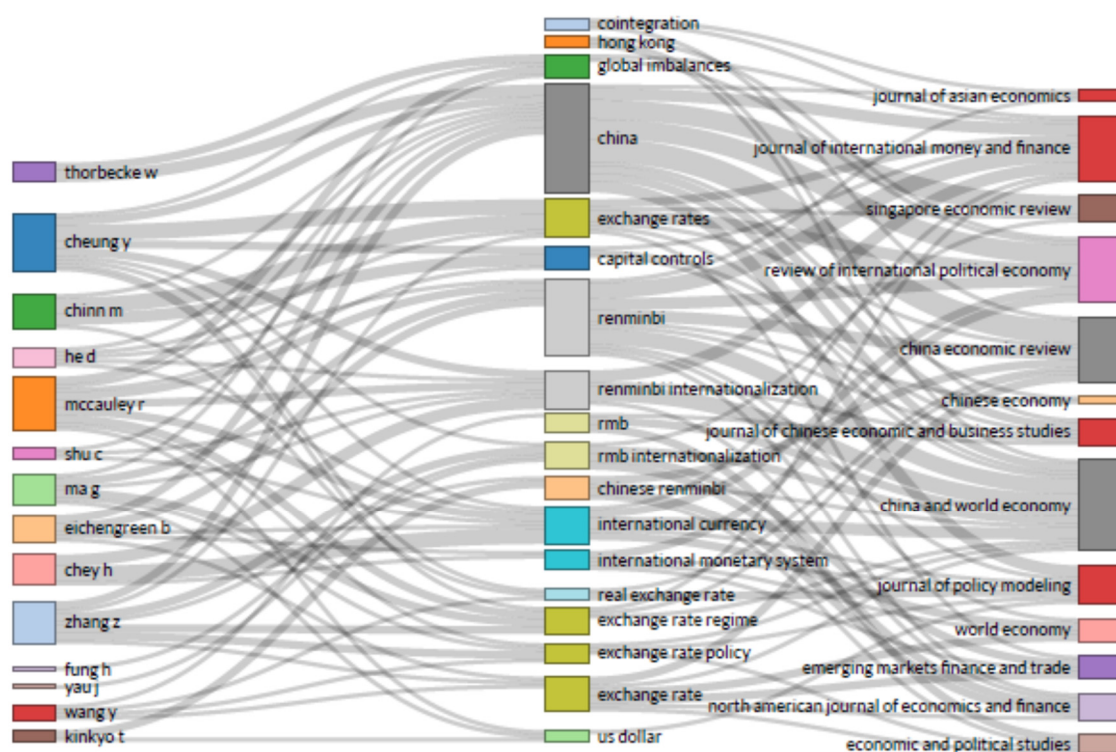 thorbecke w
cheung y
chinn m
he d
mccauley r
shu c
ma g
eichengreen b
chey h
zhang z
fung h
yau j
wang y
kinkyo t
cointegration
hong kong
global imbalances
china
exchange rates
capital controls
renminbi
renminbi internationalization
rmb
rmb internationalization
chinese renminbi
international currency
international monetary system
real exchange rate
exchange rate regime
exchange rate policy
exchange rate
us dollar
journal of asian economics
journal of international money and finance
singapore economic review
review of international political economy
china economic review
chinese economy
journal of chinese economic and business studies
china and world economy
journal of policy modeling
world economy
emerging markets finance and trade
north american journal of economics and finance
economic and political studies